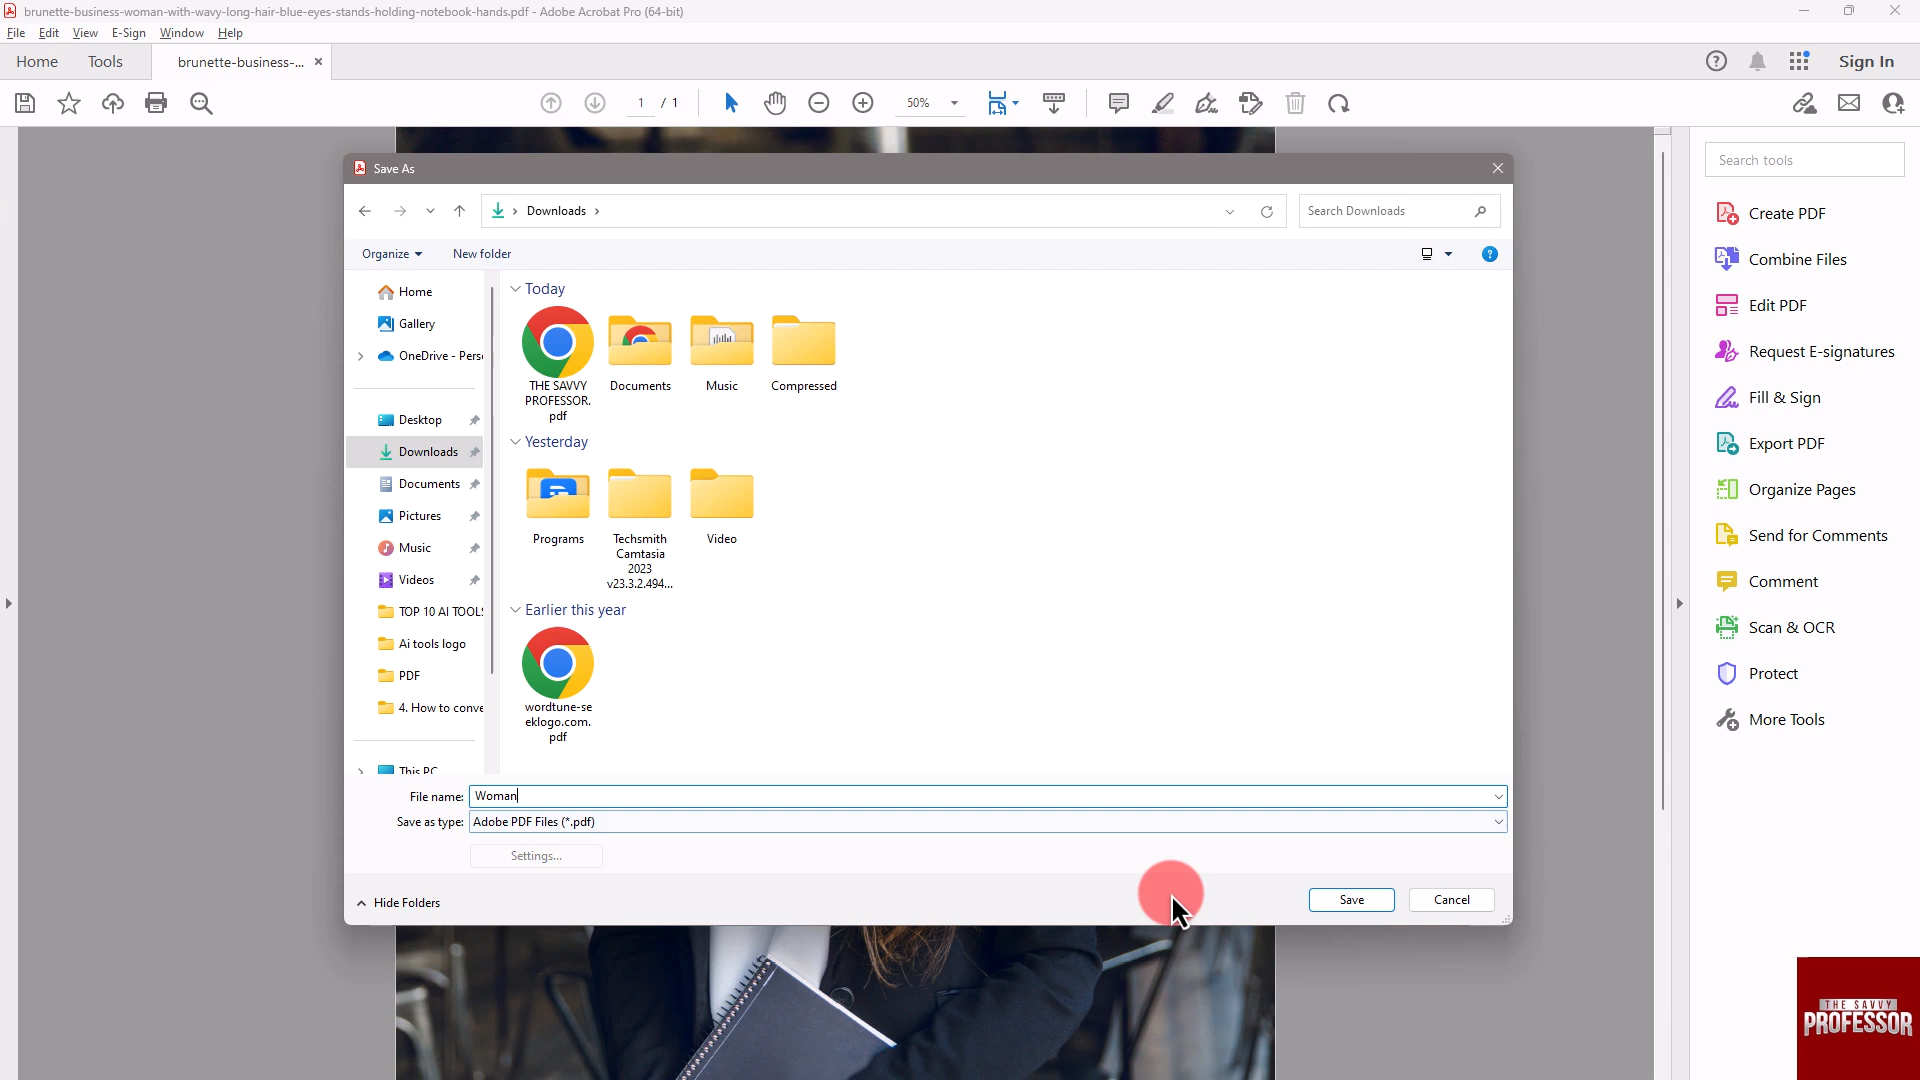 brunette-business-woman-with-wavy-long-hair-blue-eyes-stands-holding-notebook-hands.pdf - Adobe Acrobat Pro (64-bit)
File Edit View E-Sign Window Help
Home Tools brunette-business-...
Sign In
1 / 1
50%
Save As
Downloads
Search Downloads
Organize New folder
Home
Gallery
OneDrive - Pers
Desktop
Downloads
Documents
Pictures
Music
Videos
TOP 10 AI TOOLS
Ai tools logo
PDF
4. How to conve
This PC
Today
THE SAVVY
PROFESSOR.
pdf
Documents
Music
Compressed
Yesterday
Programs
Techsmith
Camtasia
2023
v23.3.2.494...
Video
Earlier this year
wordtune-se
eklogo.com.
pdf
File name: Woman
Save as type: Adobe PDF Files (*.pdf)
Settings...
Hide Folders
Save
Cancel
Search tools
Create PDF
Combine Files
Edit PDF
Request E-signatures
Fill & Sign
Export PDF
Organize Pages
Send for Comments
Comment
Scan & OCR
Protect
More Tools
THE SAVVY
PROFESSOR